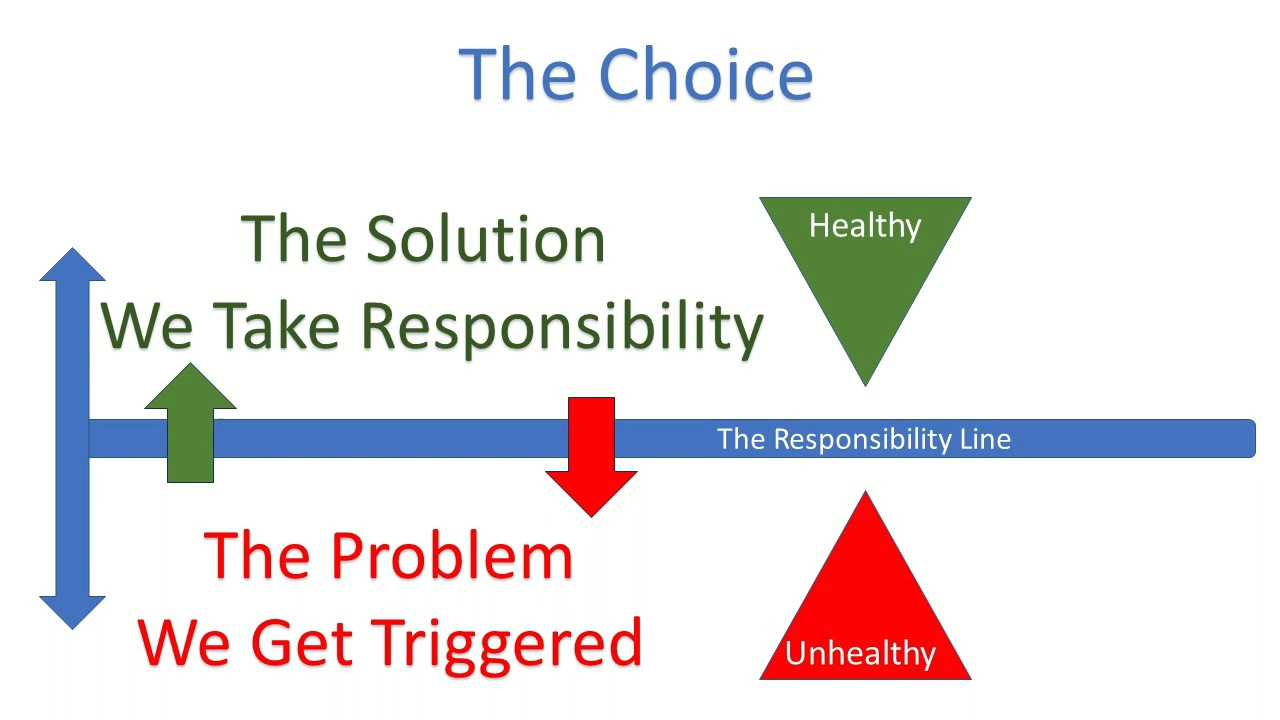 The Choice
The Solution
We Take Responsibility
Healthy
The Responsibility Line
The Problem
We Get Triggered
Unhealthy